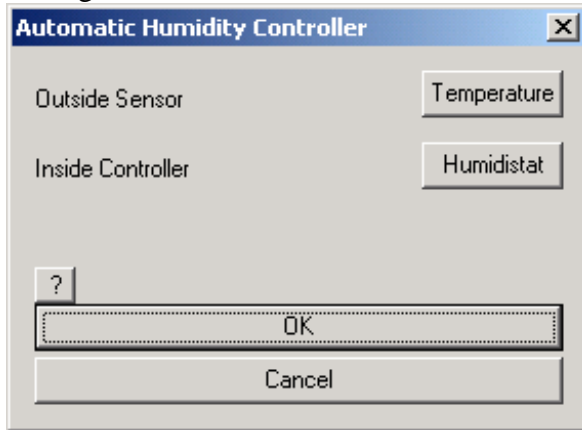 Automatic Humidity Controller
Outside Sensor Temperature
Inside Controller Humidistat
?
OK
Cancel